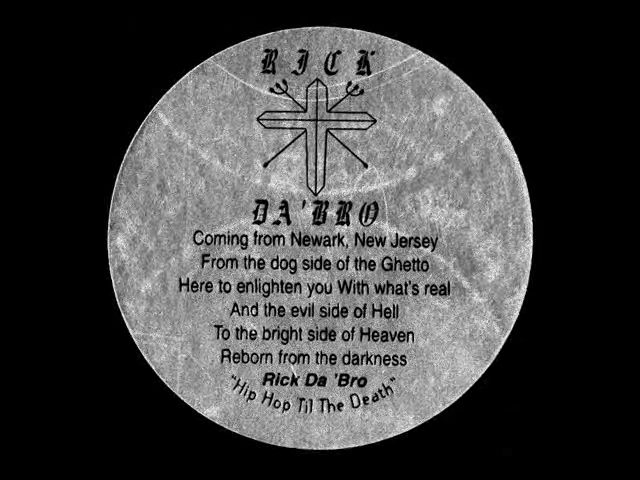 RICK
DA'BRO
Coming from Newark, New Jersey
From the dog side of the Ghetto
Here to enlighten you With what's real
And the evil side of Hell
To the bright side of Heaven
Reborn from the darkness
Rick Da 'Bro
"Hip Hop Til The Death"